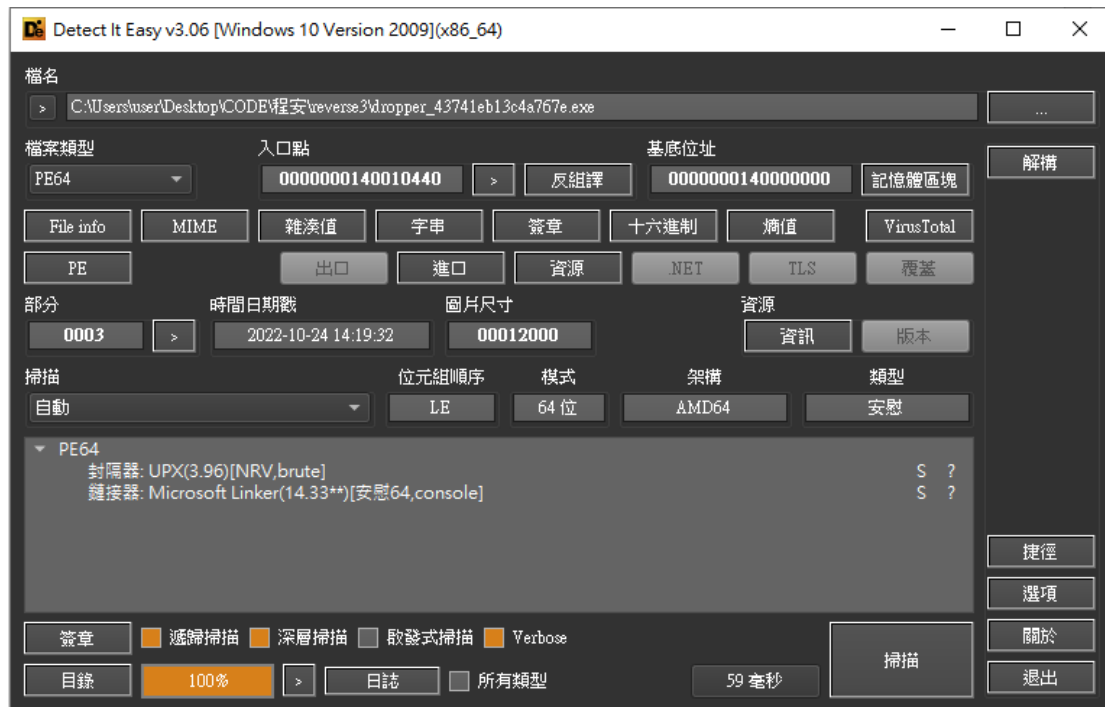 Detect It Easy v3.06 [Windows 10 Version 2009](x86_64)
檔名
> C:\Users\user\Desktop\CODE\程安\reverse3\dropper_43741eb13c4a767e.exe ...
檔案類型 入口點 基底位址
PE64 0000000140010440 > 反組譯 0000000140000000 記憶體區塊 解構
File info MIME 雜湊值 字串 簽章 十六進制 熵值 VirusTotal
PE 出口 進口 資源 .NET TLS 覆蓋
部分 時間日期戳 圖片尺寸 資源
0003 > 2022-10-24 14:19:32 00012000 資訊 版本
掃描 位元組順序 模式 架構 類型
自動 LE 64 位 AMD64 安慰
PE64
封隔器: UPX(3.96)[NRV,brute] S ?
鏈接器: Microsoft Linker(14.33**)[安慰64,console] S ?
捷徑
選項
簽章 遞歸掃描 深層掃描 啟發式掃描 Verbose 掃描 關於
目錄 100% > 日誌 所有類型 59 毫秒 退出